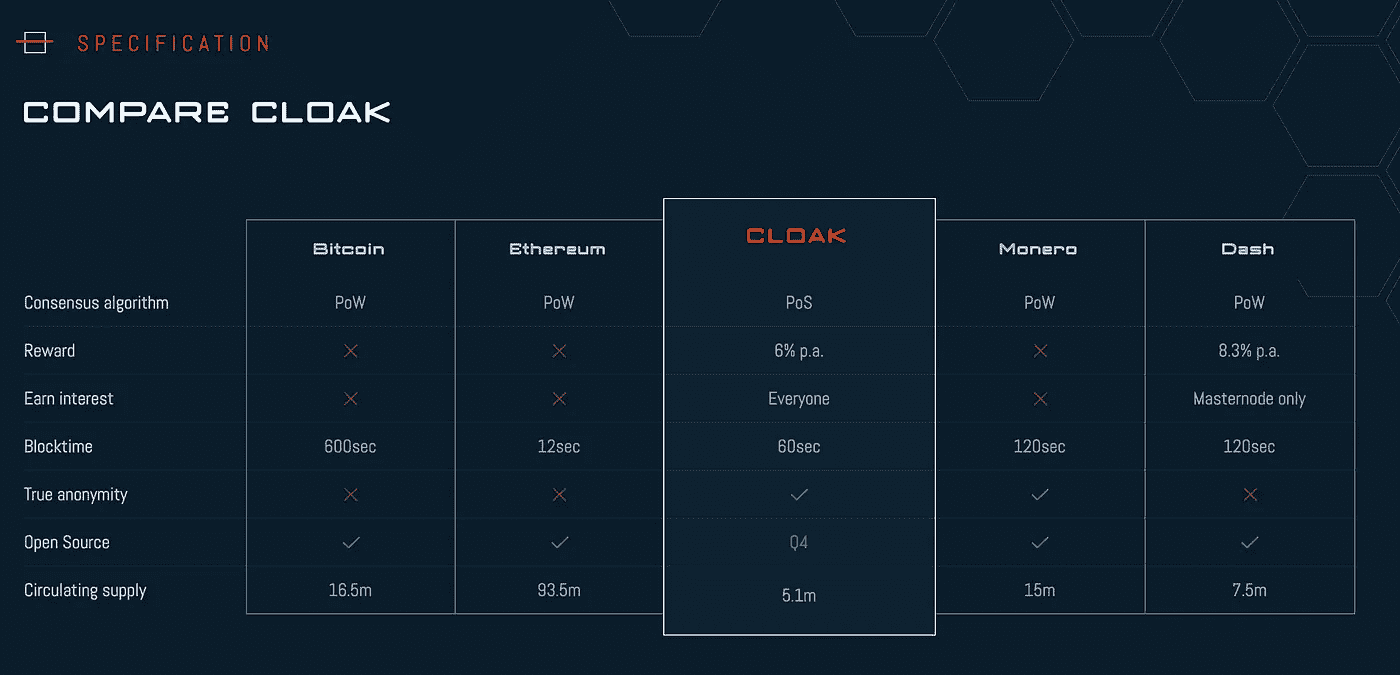 SPECIFICATION
COMPARE CLOAK
Bitcoin Ethereum CLOAK Monero Dash
Consensus algorithm PoW PoW PoS PoW PoW
Reward 6% p.a. 8.3% p.a.
Earn interest Everyone Masternode only
Blocktime 600sec 12sec 60sec 120sec 120sec
True anonymity
Open Source Q4
Circulating supply 16.5m 93.5m 5.1m 15m 7.5m